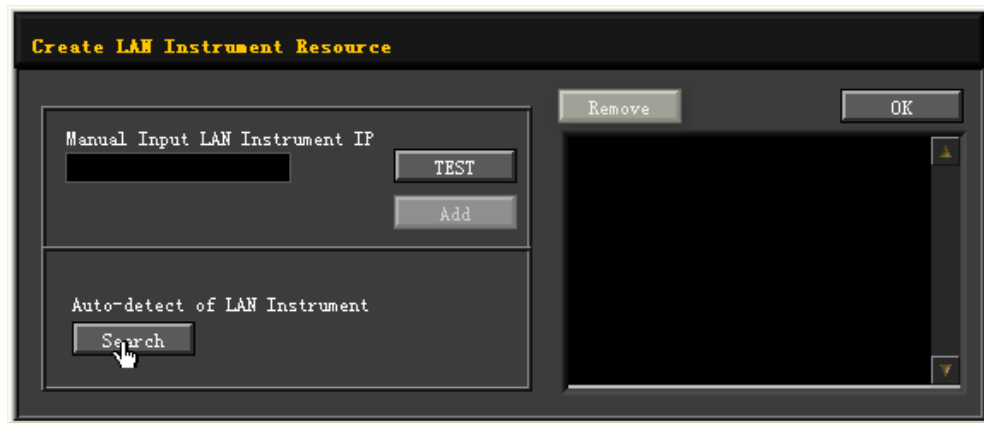 Create LAN Instrument Resource
Manual Input LAN Instrument IP
TEST
Add
Auto-detect of LAN Instrument
Search
Remove
OK